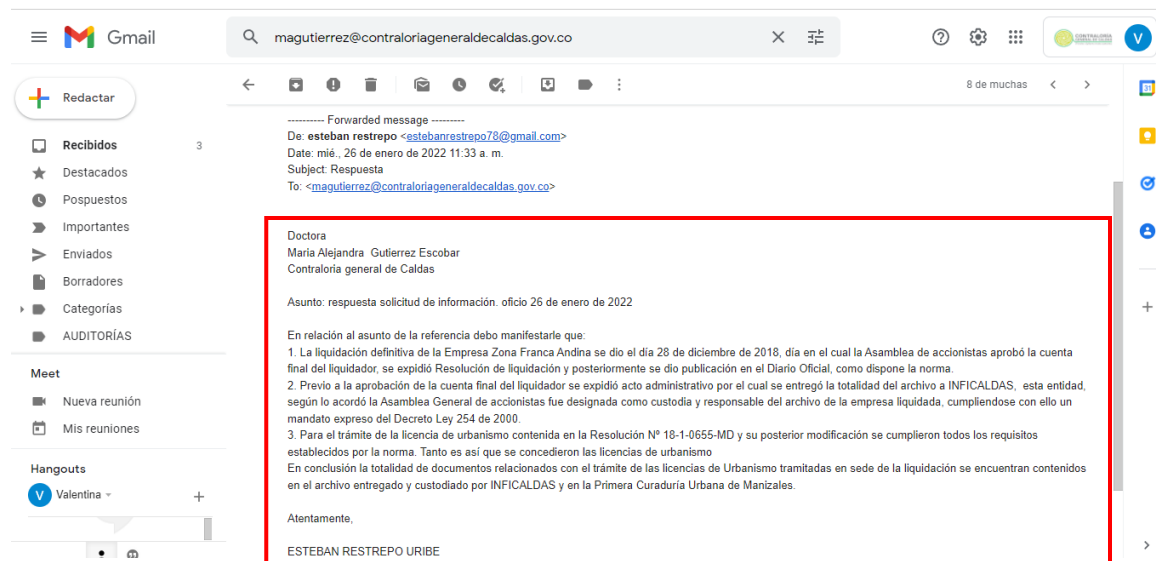 Gmail
magutierrez@contraloriageneraldecaldas.gov.co
CONTRALORÍA
V
Redactar
8 de muchas
31
---------- Forwarded message ---------
De: esteban restrepo <estebanrestrepo78@gmail.com>
Date: mié., 26 de enero de 2022 11:33 a. m.
Subject: Respuesta
To: <magutierrez@contraloriageneraldecaldas.gov.co>
Recibidos 3
Destacados
Pospuestos
Importantes
Enviados
Borradores
Categorías
AUDITORÍAS
Meet
Nueva reunión
Mis reuniones
Hangouts
V Valentina
Doctora
Maria Alejandra  Gutierrez Escobar
Contraloria general de Caldas
Asunto: respuesta solicitud de información. oficio 26 de enero de 2022
En relación al asunto de la referencia debo manifestarle que:
1. La liquidación definitiva de la Empresa Zona Franca Andina se dio el día 28 de diciembre de 2018, día en el cual la Asamblea de accionistas aprobó la cuenta
final del liquidador, se expidió Resolución de liquidación y posteriormente se dio publicación en el Diario Oficial, como dispone la norma.
2. Previo a la aprobación de la cuenta final del liquidador se expidió acto administrativo por el cual se entregó la totalidad del archivo a INFICALDAS,  esta entidad,
según lo acordó la Asamblea General de accionistas fue designada como custodia y responsable del archivo de la empresa liquidada, cumpliendose con ello un
mandato expreso del Decreto Ley 254 de 2000.
3. Para el trámite de la licencia de urbanismo contenida en la Resolución Nº 18-1-0655-MD y su posterior modificación se cumplieron todos los requisitos
establecidos por la norma. Tanto es así que se concedieron las licencias de urbanismo
En conclusión la totalidad de documentos relacionados con el trámite de las licencias de Urbanismo tramitadas en sede de la liquidación se encuentran contenidos
en el archivo entregado y custodiado por INFICALDAS y en la Primera Curaduría Urbana de Manizales.
Atentamente,
ESTEBAN RESTREPO URIBE